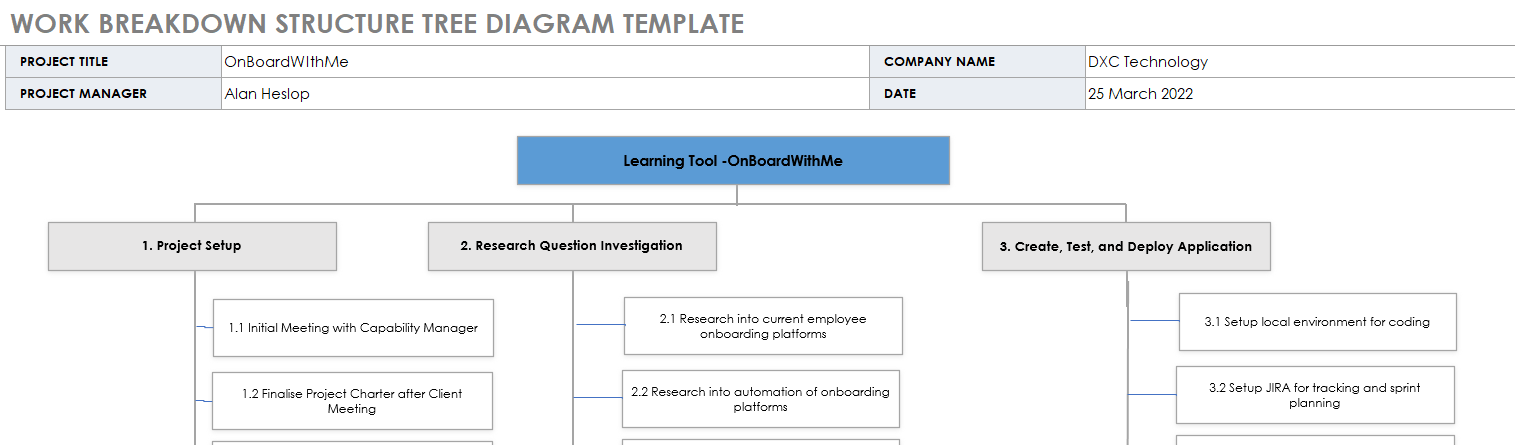 WORK BREAKDOWN STRUCTURE TREE DIAGRAM TEMPLATE
PROJECT TITLE
OnBoardWIthMe
COMPANY NAME
DXC Technology
PROJECT MANAGER
Alan Heslop
DATE
25 March 2022
Learning Tool -OnBoardWithMe
1. Project Setup
2. Research Question Investigation
3. Create, Test, and Deploy Application
1.1 Initial Meeting with Capability Manager
1.2 Finalise Project Charter after Client
Meeting
2.1 Research into current employee
onboarding platforms
2.2 Research into automation of onboarding
platforms
3.1 Setup local environment for coding
3.2 Setup JIRA for tracking and sprint
planning